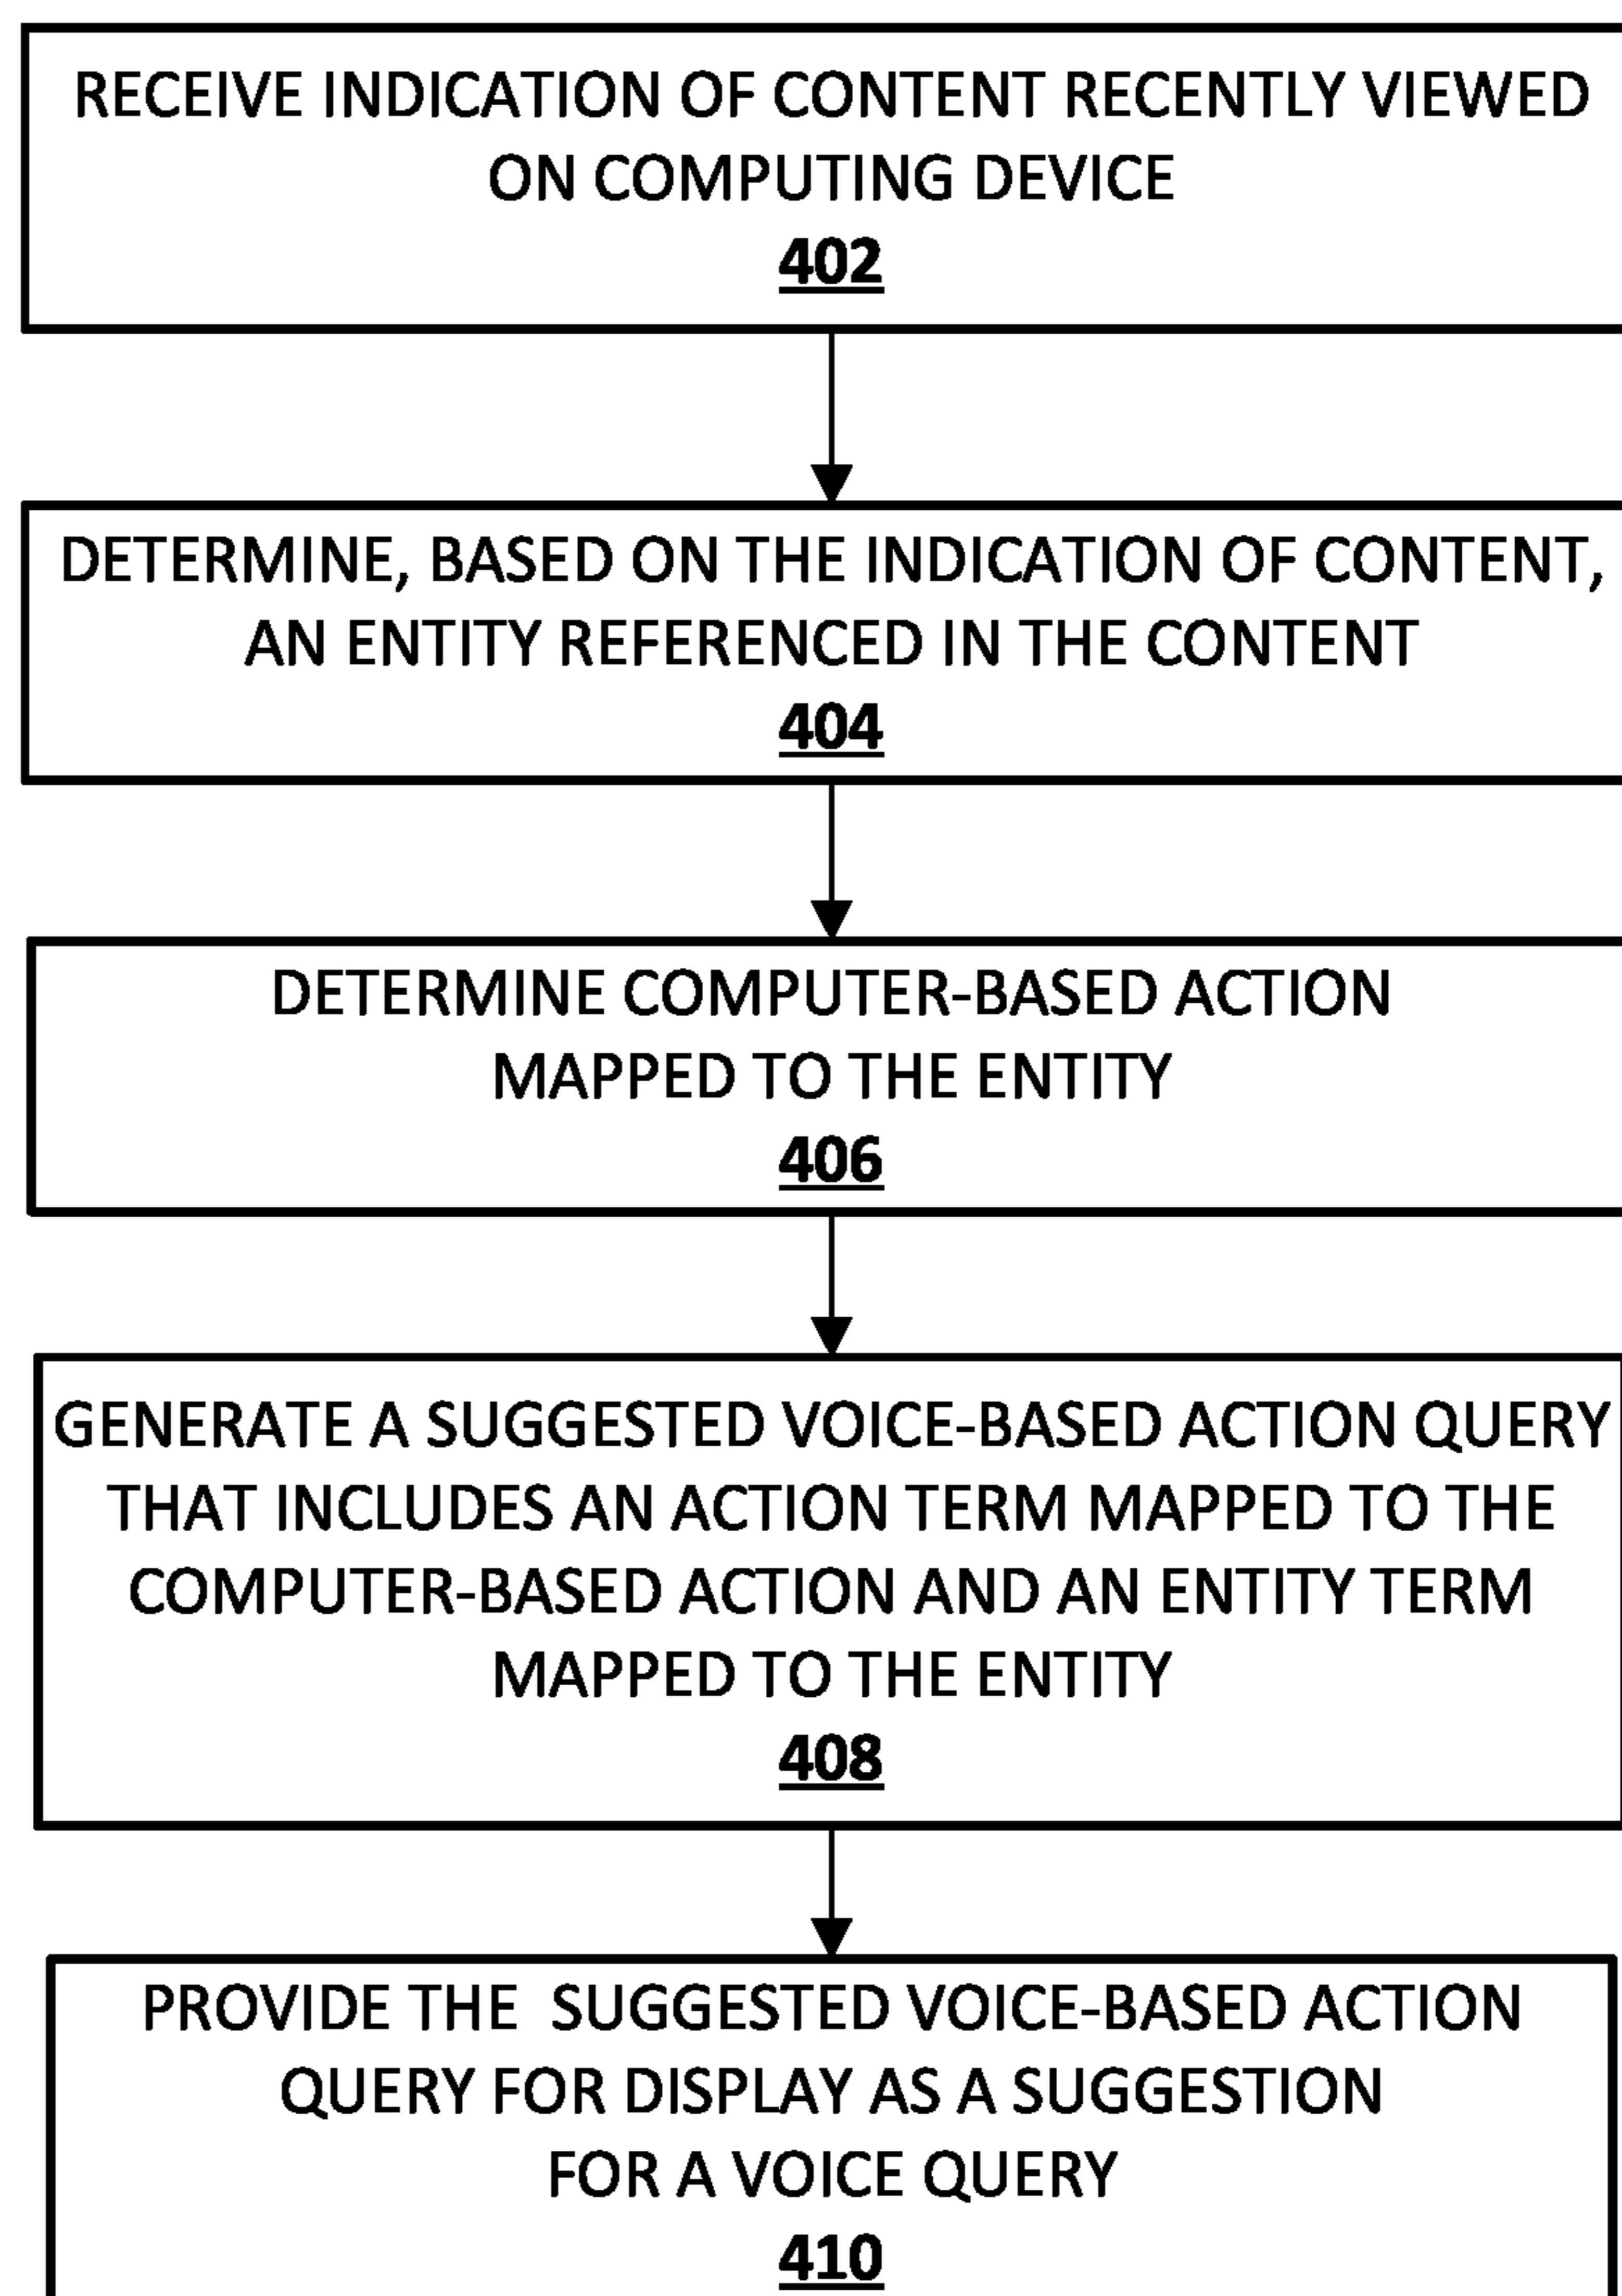 RECEIVE INDICATION OF CONTENT RECENTLY VIEWED
ON COMPUTING DEVICE
402
DETERMINE, BASED ON THE INDICATION OF CONTENT,
AN ENTITY REFERENCED IN THE CONTENT
404
DETERMINE COMPUTER-BASED ACTION
MAPPED TO THE ENTITY
406
GENERATE A SUGGESTED VOICE-BASED ACTION QUERY
THAT INCLUDES AN ACTION TERM MAPPED TO THE
COMPUTER-BASED ACTION AND AN ENTITY TERM
MAPPED TO THE ENTITY
408
PROVIDE THE SUGGESTED VOICE-BASED ACTION
QUERY FOR DISPLAY AS A SUGGESTION
FOR A VOICE QUERY
410